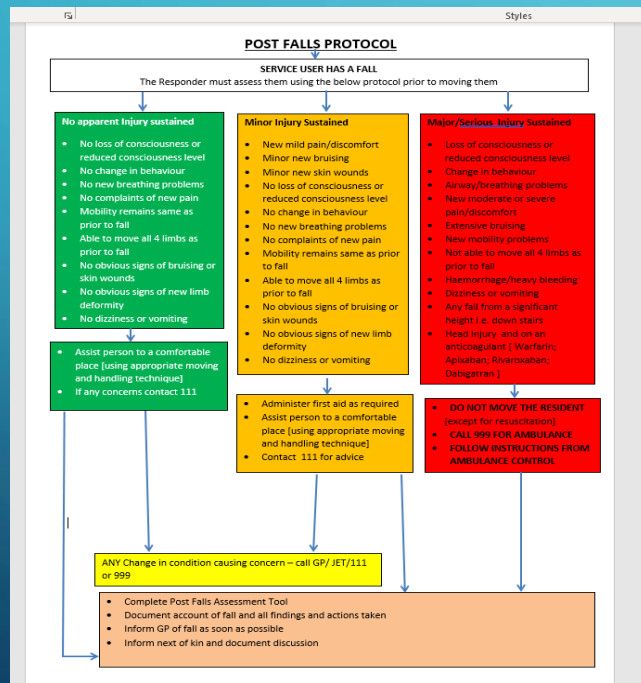 Styles
POST FALLS PROTOCOL
SERVICE USER HAS A FALL
The Responder must assess them using the below protocol prior to moving them
No apparent Injury sustained
• No loss of consciousness or
reduced consciousness level
• No change in behaviour
• No new breathing problems
• No complaints of new pain
• Mobility remains same as
prior to fall
• Able to move all 4 limbs as
prior to fall
• No obvious signs of bruising or
skin wounds
• No obvious signs of new limb
deformity
• No dizziness or vomiting
Minor Injury Sustained
• New mild pain/discomfort
• Minor new bruising
• Minor new skin wounds
• No loss of consciousness or
reduced consciousness level
• No change in behaviour
• No new breathing problems
• No complaints of new pain
• Mobility remains same as prior
to fall
• Able to move all 4 limbs as
prior to fall
• No obvious signs of bruising or
skin wounds
• No obvious signs of new limb
deformity
• No dizziness or vomiting
Major/Serious Injury Sustained
• Loss of consciousness or
reduced consciousness level
• Change in behaviour
• Airway/breathing problems
• New moderate or severe
pain/discomfort
• Extensive bruising
• New mobility problems
• Not able to move all 4 limbs as
prior to fall
• Haemorrhage/heavy bleeding
• Dizziness or vomiting
• Any fall from a significant
height i.e. down stairs
• Head Injury and on an
anticoagulant [ Warfarin;
Apixaban; Rivaroxaban;
Dabigatran ]
• Assist person to a comfortable
place [using appropriate moving
and handling technique]
• If any concerns contact 111
• Administer first aid as required
• Assist person to a comfortable
place [using appropriate moving
and handling technique]
• Contact 111 for advice
• DO NOT MOVE THE RESIDENT
[except for resuscitation]
• CALL 999 FOR AMBULANCE
• FOLLOW INSTRUCTIONS FROM
AMBULANCE CONTROL
ANY Change in condition causing concern – call GP/ JET/111
or 999
• Complete Post Falls Assessment Tool
• Document account of fall and all findings and actions taken
• Inform GP of fall as soon as possible
• Inform next of kin and document discussion